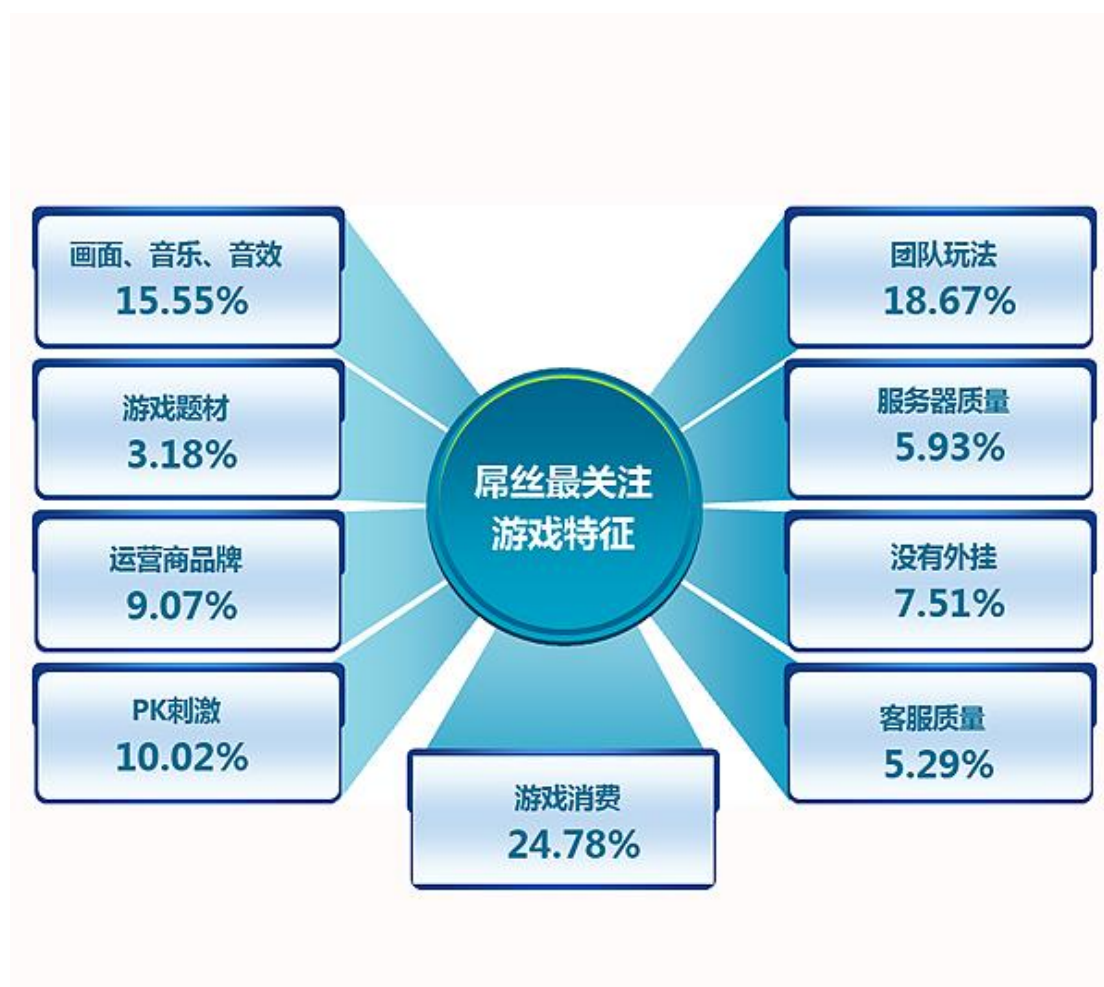 画面、音乐、音效
15.55%
游戏题材
3.18%
运营商品牌
9.07%
PK刺激
10.02%
屌丝最关注
游戏特征
游戏消费
24.78%
团队玩法
18.67%
服务器质量
5.93%
没有外挂
7.51%
客服质量
5.29%